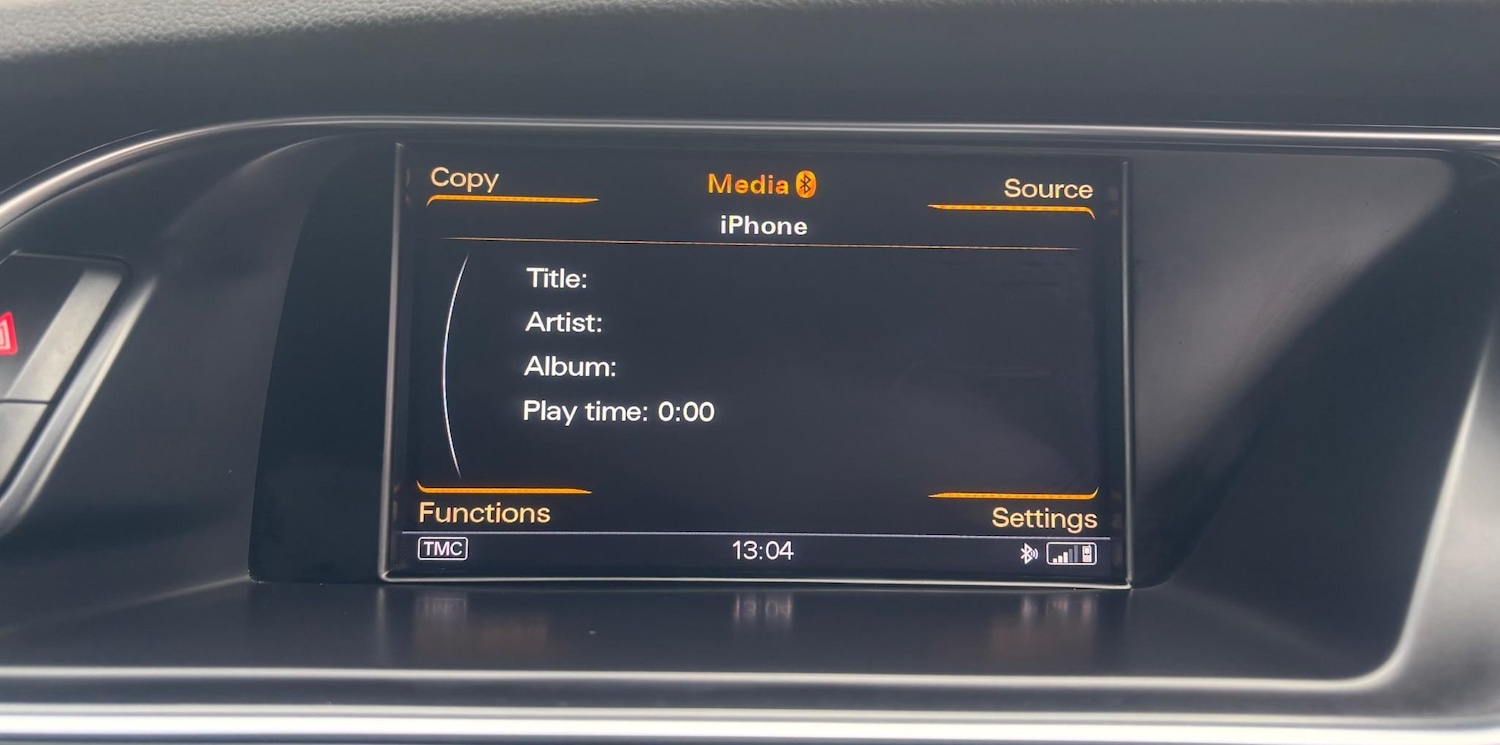 Copy
Media
Source
iPhone
Title:
Artist:
Album:
Play time: 0:00
Functions
Settings
TMC
13:04